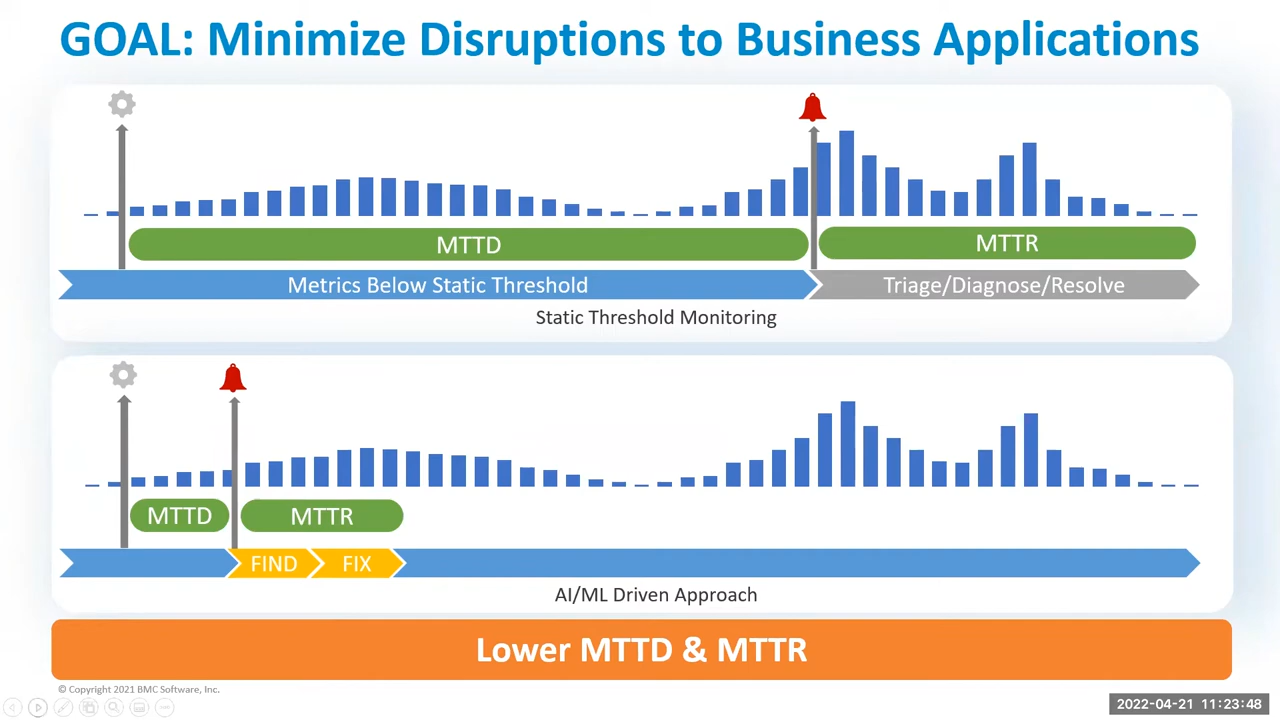 GOAL: Minimize Disruptions to Business Applications
MTTD
MTTR
Metrics Below Static Threshold
Triage/Diagnose/Resolve
Static Threshold Monitoring
MTTD
MTTR
FIND
FIX
AI/ML Driven Approach
Lower MTTD & MTTR
© Copyright 2021 BMC Software, Inc.
2022-04-21 11:23:48